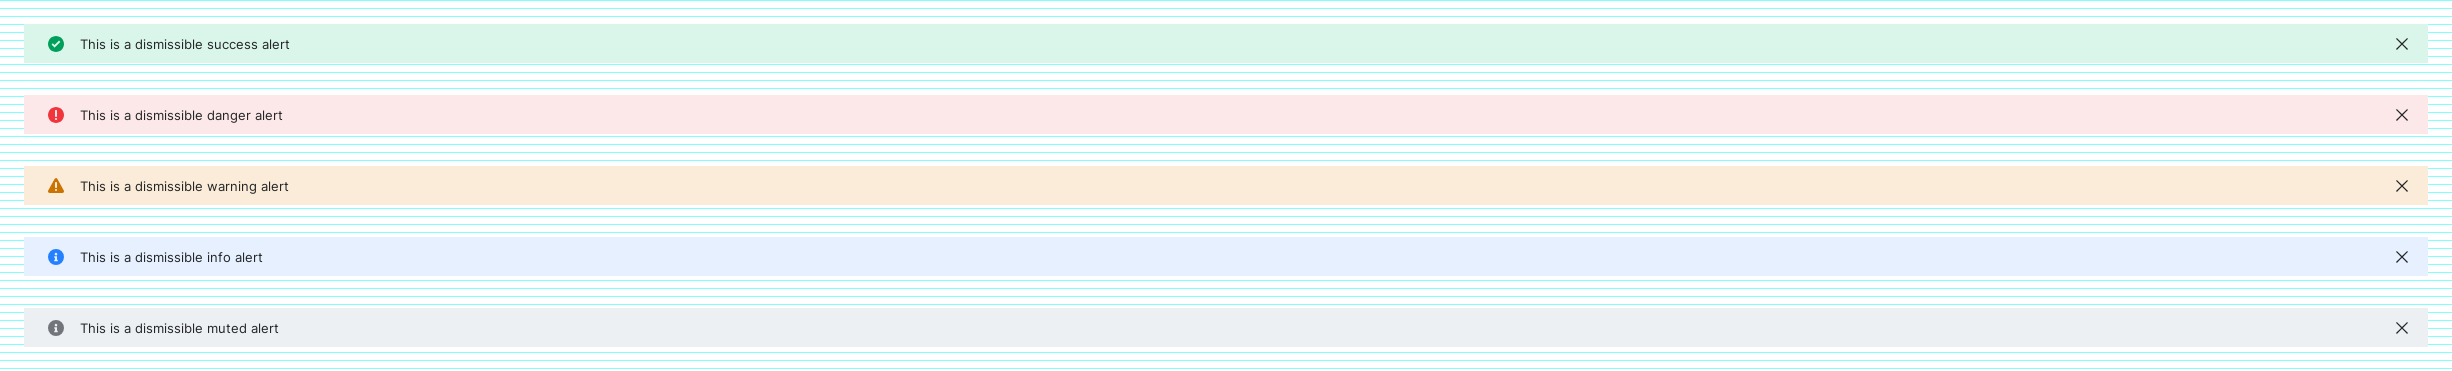 This is a dismissible success alert
This is a dismissible danger alert
This is a dismissible warning alert
This is a dismissible info alert
This is a dismissible muted alert